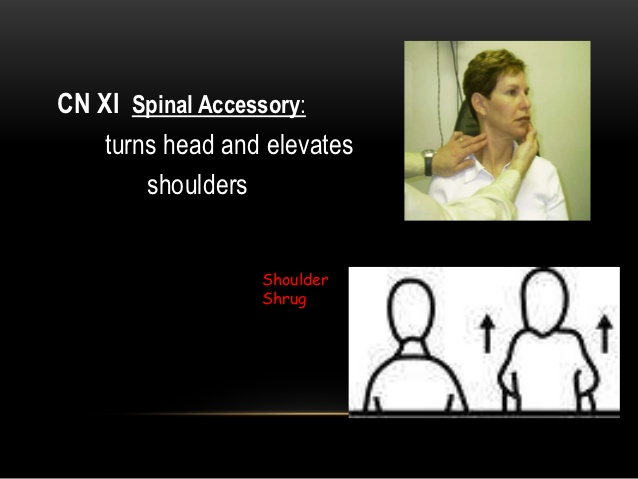 CN XI Spinal Accessory:
turns head and elevates
shoulders
Shoulder
Shrug